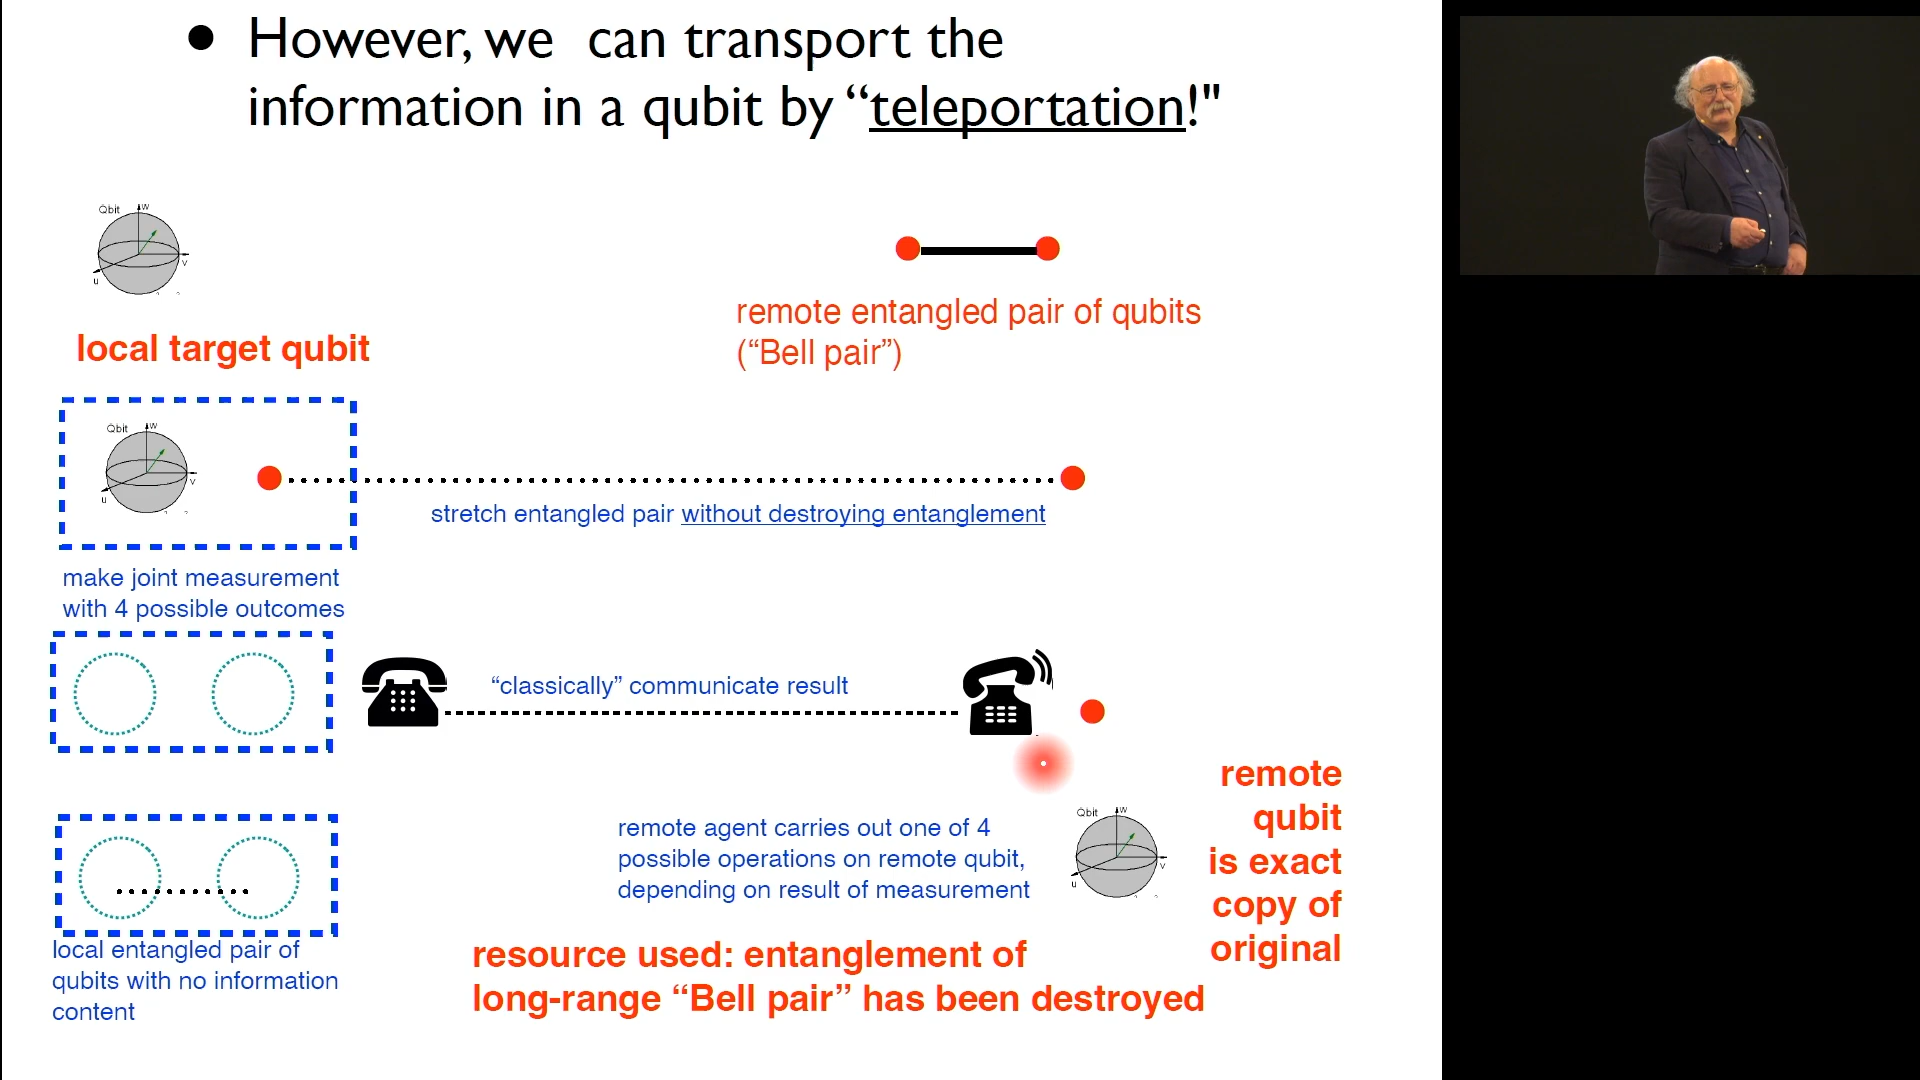 • However, we can transport the
information in a qubit by “teleportation!"
Qbit
w
v
u
local target qubit
remote entangled pair of qubits
(“Bell pair”)
Qbit
w
v
u
stretch entangled pair without destroying entanglement
make joint measurement
with 4 possible outcomes
“classically” communicate result
remote agent carries out one of 4
possible operations on remote qubit,
depending on result of measurement
Qbit
w
v
u
remote
qubit
is exact
copy of
original
local entangled pair of
qubits with no information
content
resource used: entanglement of
long-range “Bell pair” has been destroyed